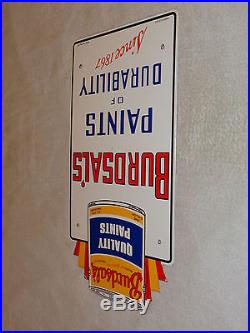 Burdsal's
QUALITY
PAINTS
BURDSAL'S
PAINTS
OF
DURABILITY
Since 1867